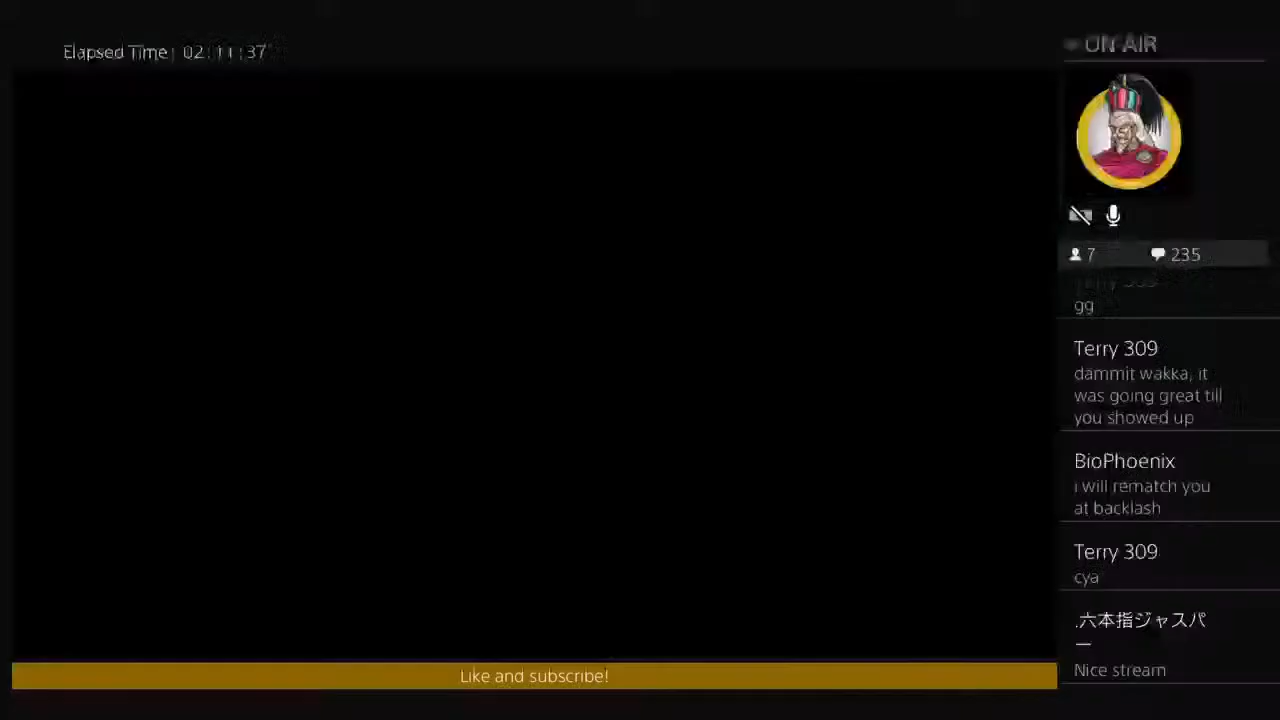 Elapsed Time: 02:11:37
ON AIR
7 235
gg
Terry 309
dammit wakka, it
was going great till
you showed up
BioPhoenix
i will rematch you
at backlash
Terry 309
cya
.六本指ジャスパ
ー
Nice stream
Like and subscribe!